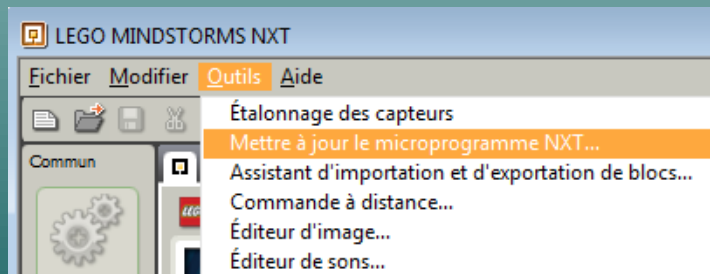 LEGO MINDSTORMS NXT
Fichier Modifier Outils Aide
Étalonnage des capteurs
Mettre à jour le microprogramme NXT...
Commun
Assistant d'importation et d'exportation de blocs...
Commande à distance...
Éditeur d'image...
Éditeur de sons...